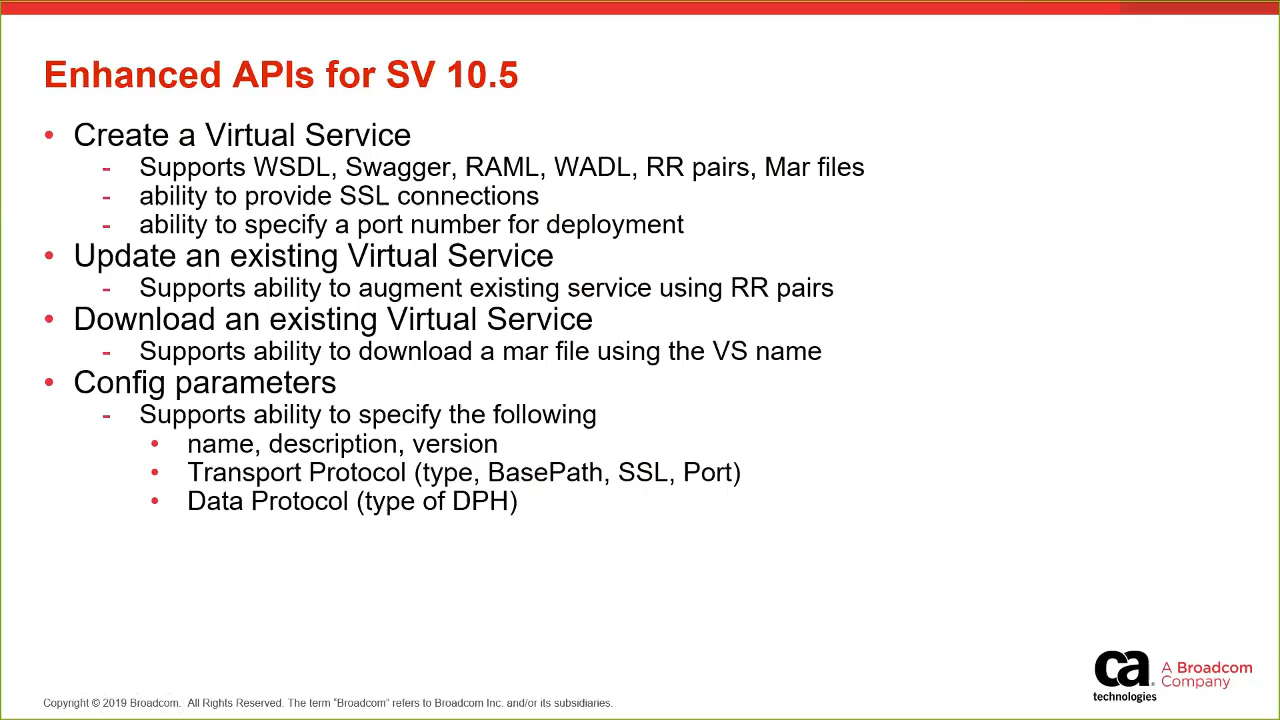 Enhanced APIs for SV 10.5
• Create a Virtual Service
- Supports WSDL, Swagger, RAML, WADL, RR pairs, Mar files
- ability to provide SSL connections
- ability to specify a port number for deployment
• Update an existing Virtual Service
- Supports ability to augment existing service using RR pairs
• Download an existing Virtual Service
- Supports ability to download a mar file using the VS name
• Config parameters
- Supports ability to specify the following
• name, description, version
• Transport Protocol (type, BasePath, SSL, Port)
• Data Protocol (type of DPH)
ca
technologies
A Broadcom
Company
Copyright © 2019 Broadcom. All Rights Reserved. The term “Broadcom” refers to Broadcom Inc. and/or its subsidiaries.